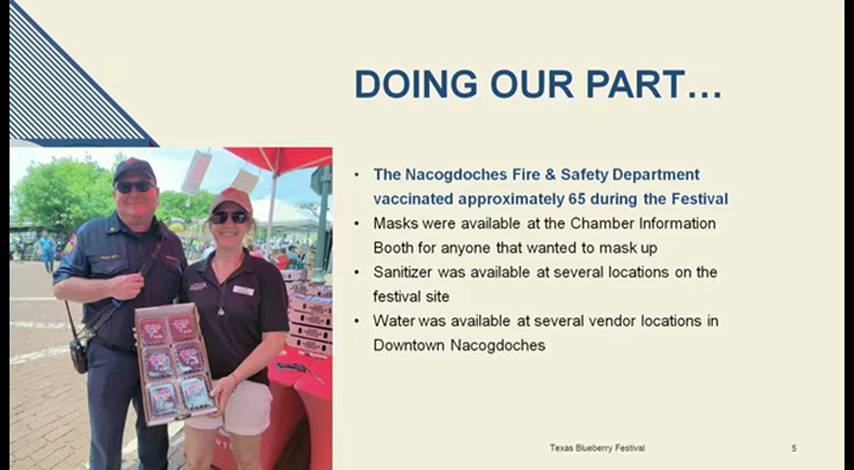 DOING OUR PART…
• The Nacogdoches Fire & Safety Department
vaccinated approximately 65 during the Festival
• Masks were available at the Chamber Information
Booth for anyone that wanted to mask up
• Sanitizer was available at several locations on the
festival site
• Water was available at several vendor locations in
Downtown Nacogdoches
Texas Blueberry Festival
5